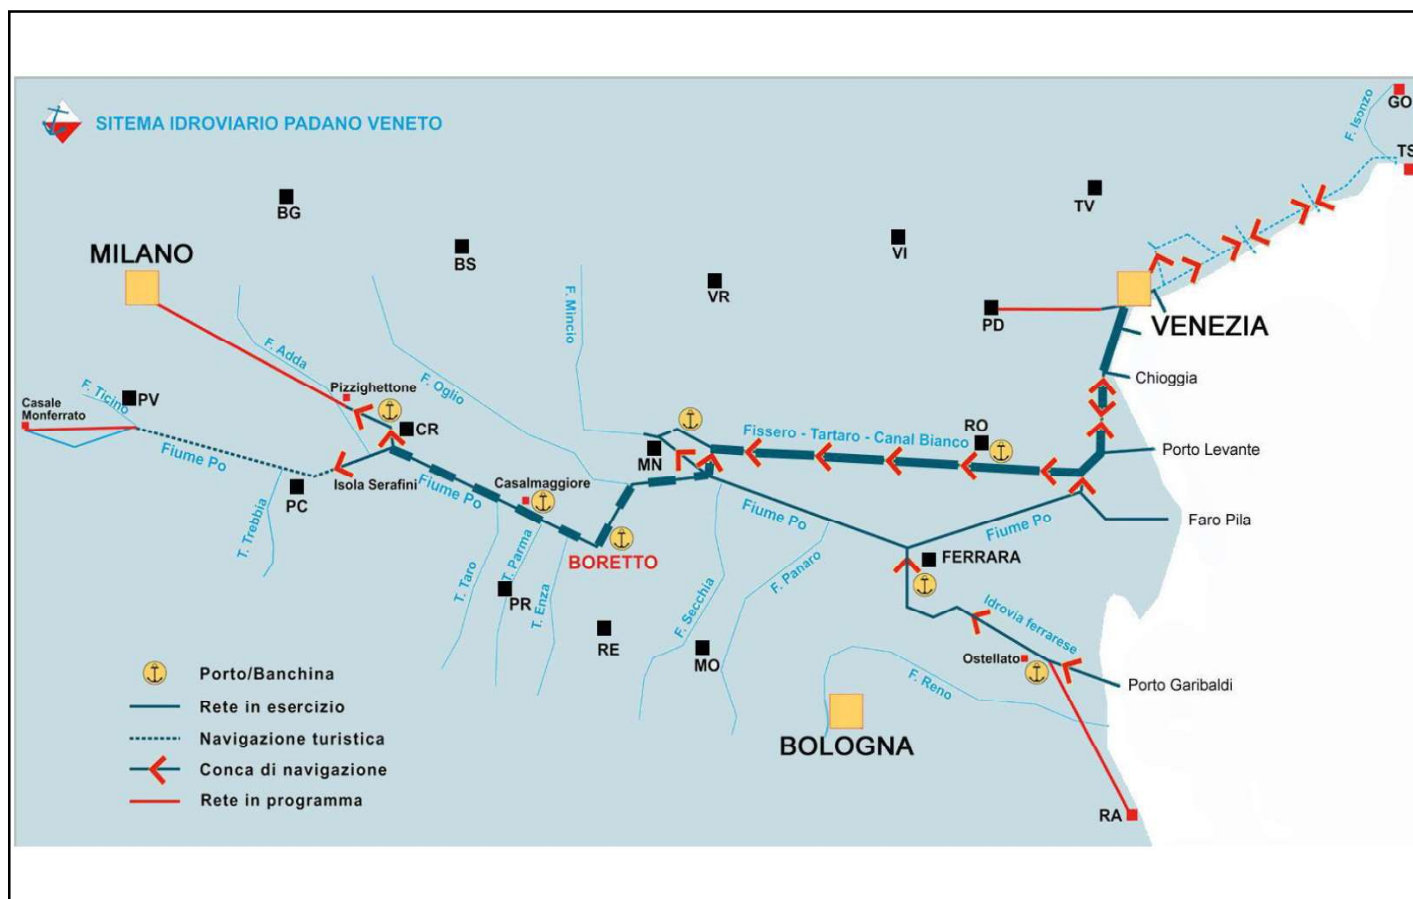 SITEMA IDROVIARIO PADANO VENETO
GO
F. Isonzo
TS
BG
TV
BS
VI
MILANO
VR
F. Mincio
PD
VENEZIA
F. Adda
F. Oglio
Chioggia
Pizzighettone
F. Ticino
PV
Casale
Monferrato
CR
RO
Fissero - Tartaro - Canal Bianco
MN
Porto Levante
Fiume Po
Isola Serafini
PC
Fiume Po
Casalmaggiore
Fiume Po
Fiume Po
Faro Pila
T. Trebbia
BORETTO
FERRARA
T. Taro
T. Parma
T. Enza
F. Secchia
F. Panaro
PR
Idrovia ferrarese
RE
MO
Ostellato
F. Reno
Porto Garibaldi
BOLOGNA
Porto/Banchina
Rete in esercizio
Navigazione turistica
Conca di navigazione
Rete in programma
RA